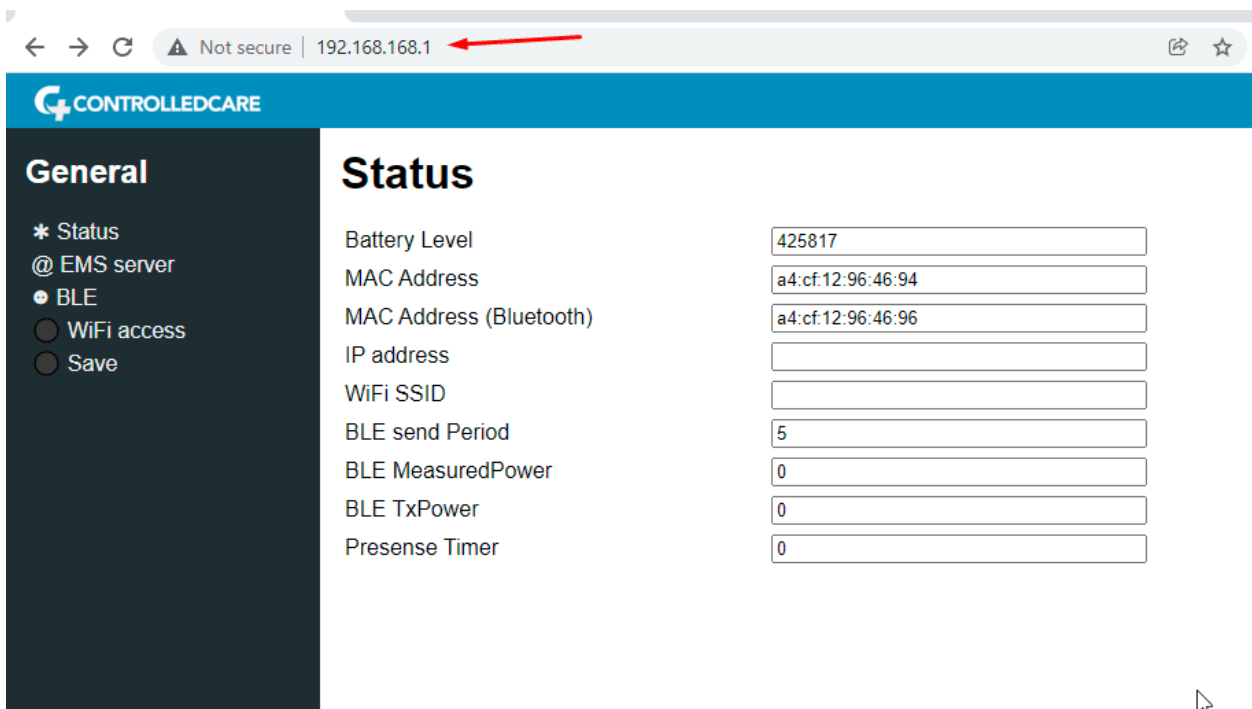 Not secure | 192.168.168.1
CONTROLLEDCARE
General
Status
@ EMS server
BLE
WiFi access
Save
Status
Battery Level 425817
MAC Address a4:cf:12:96:46:94
MAC Address (Bluetooth) a4:cf:12:96:46:96
IP address
WiFi SSID
BLE send Period 5
BLE MeasuredPower 0
BLE TxPower 0
Presense Timer 0